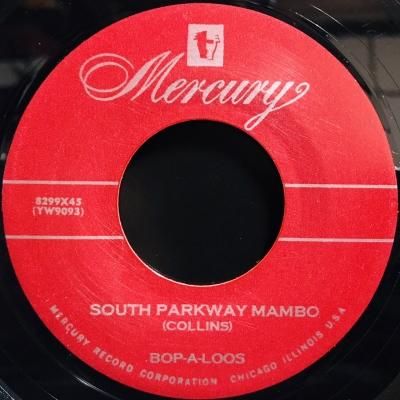 Mercury
8299X45
(YW9093)
SOUTH PARKWAY MAMBO
(COLLINS)
BOP-A-LOOS
MERCURY RECORD CORPORATION CHICAGO ILLINOIS U.S.A